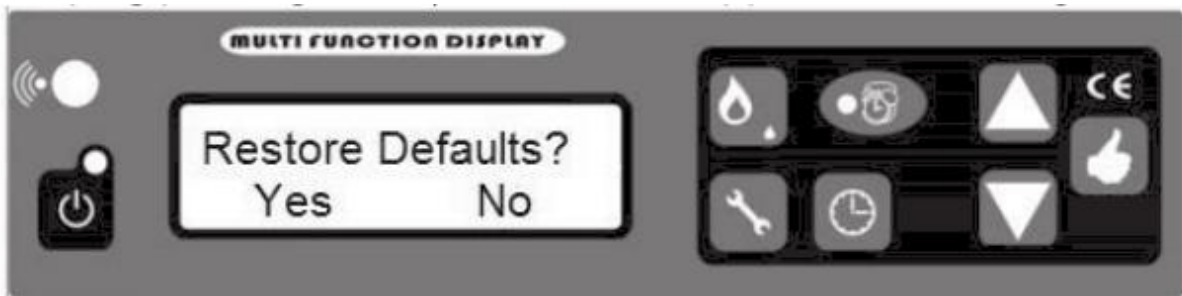 MULTI FUNCTION DISPLAY
Restore Defaults?
Yes No
CE